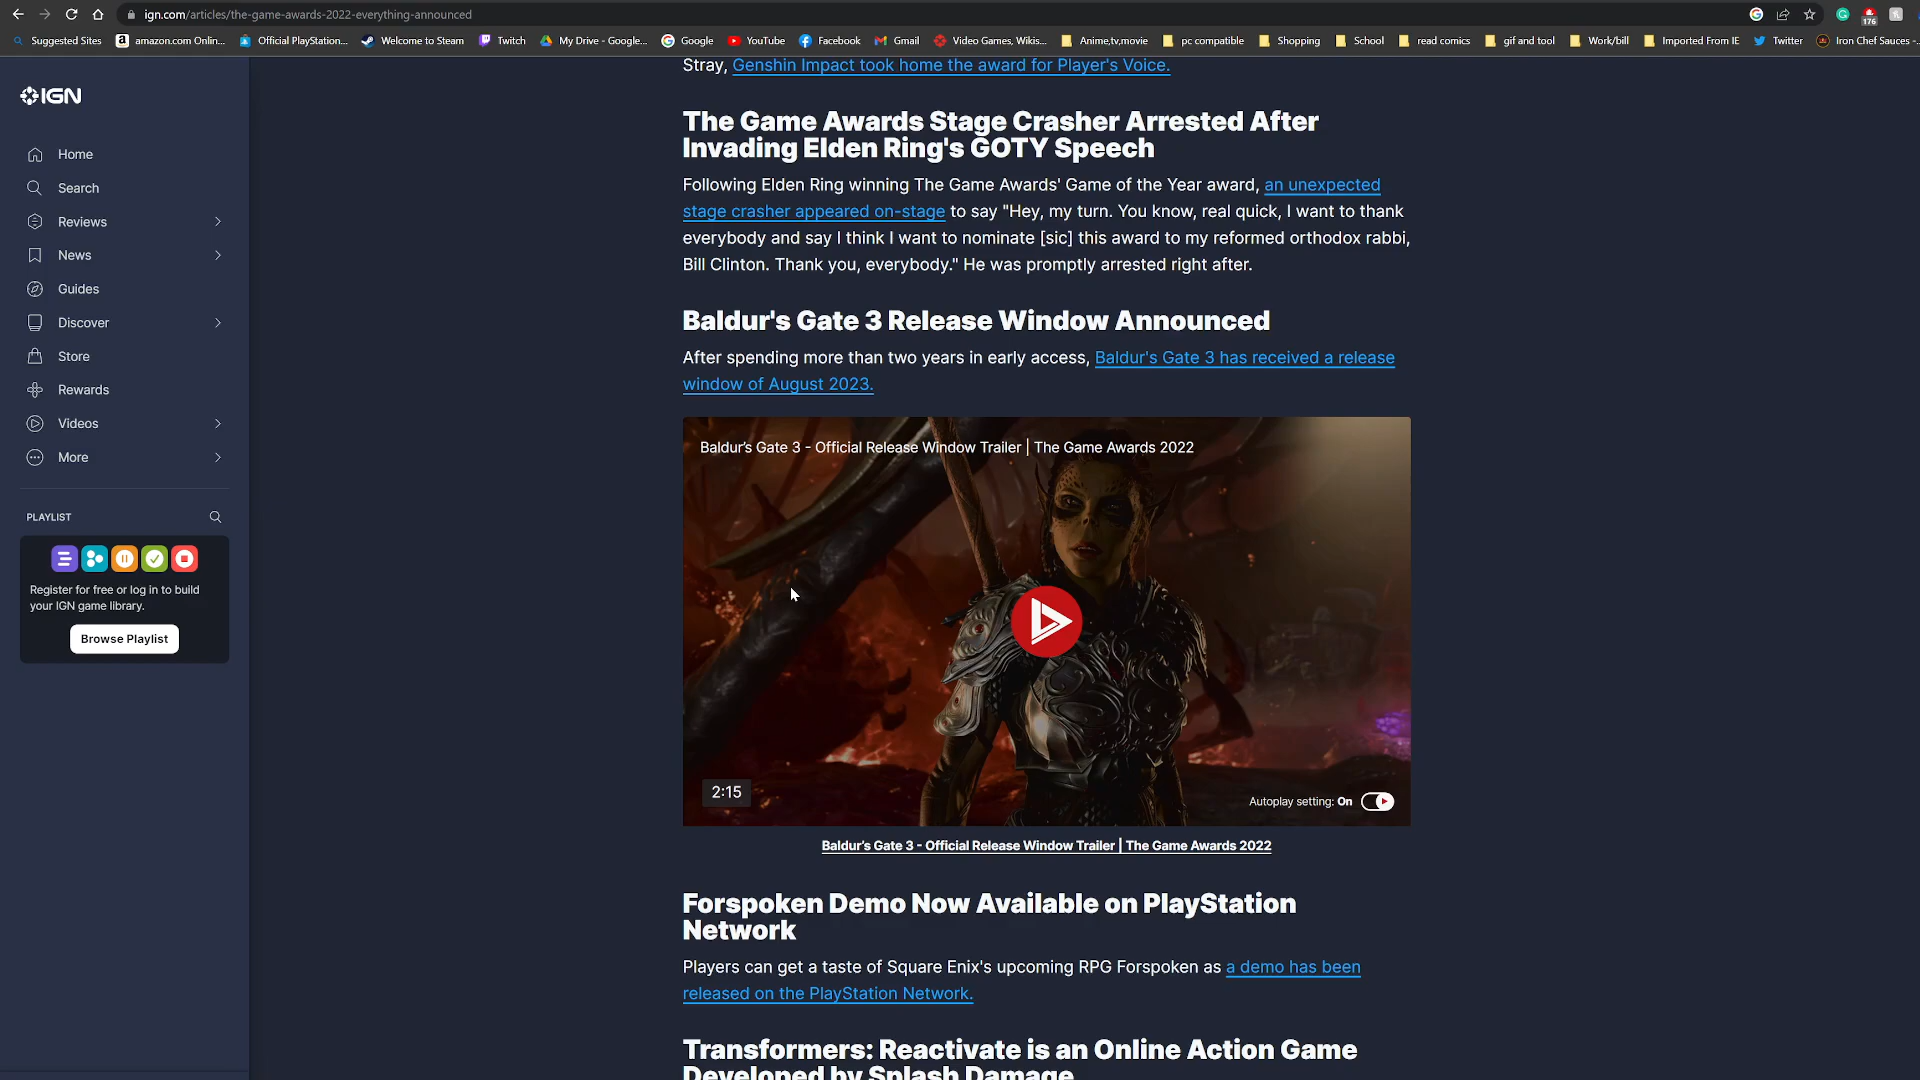 ign.com/articles/the-game-awards-2022-everything-announced
176
Suggested Sites
amazon.com Onlin...
Official PlayStation...
Welcome to Steam
Twitch
My Drive - Google...
Google
YouTube
Facebook
Gmail
Video Games, Wikis...
Anime,tv,movie
pc compatible
Shopping
School
read comics
gif and tool
Work/bill
Imported From IE
Twitter
Iron Chef Sauces -...
IGN
Home
Search
Reviews
News
Guides
Discover
Store
Rewards
Videos
More
PLAYLIST
Register for free or log in to build
your IGN game library.
Browse Playlist
Stray, Genshin Impact took home the award for Player's Voice.
The Game Awards Stage Crasher Arrested After
Invading Elden Ring's GOTY Speech
Following Elden Ring winning The Game Awards' Game of the Year award, an unexpected
stage crasher appeared on-stage to say "Hey, my turn. You know, real quick, I want to thank
everybody and say I think I want to nominate [sic] this award to my reformed orthodox rabbi,
Bill Clinton. Thank you, everybody." He was promptly arrested right after.
Baldur's Gate 3 Release Window Announced
After spending more than two years in early access, Baldur's Gate 3 has received a release
window of August 2023.
Baldur's Gate 3 - Official Release Window Trailer | The Game Awards 2022
2:15
Autoplay setting: On
Baldur's Gate 3 - Official Release Window Trailer | The Game Awards 2022
Forspoken Demo Now Available on PlayStation
Network
Players can get a taste of Square Enix's upcoming RPG Forspoken as a demo has been
released on the PlayStation Network.
Transformers: Reactivate is an Online Action Game
Developed by Splash Damage